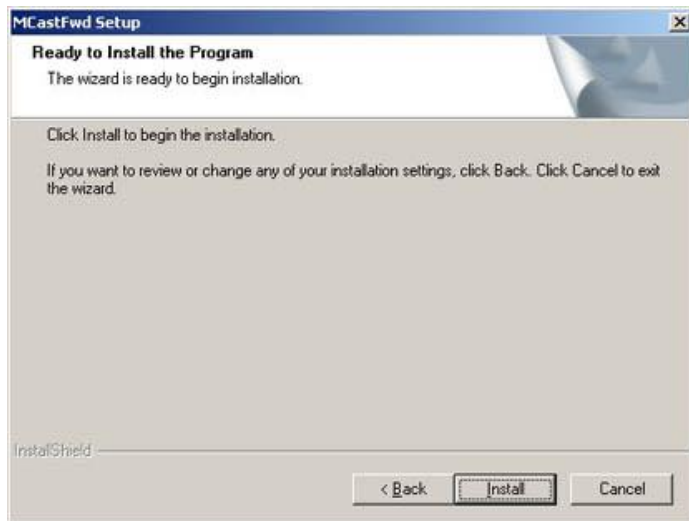 MCastFwd Setup
Ready to Install the Program
The wizard is ready to begin installation.
Click Install to begin the installation.
If you want to review or change any of your installation settings, click Back. Click Cancel to exit
the wizard.
InstallShield
< Back Install Cancel